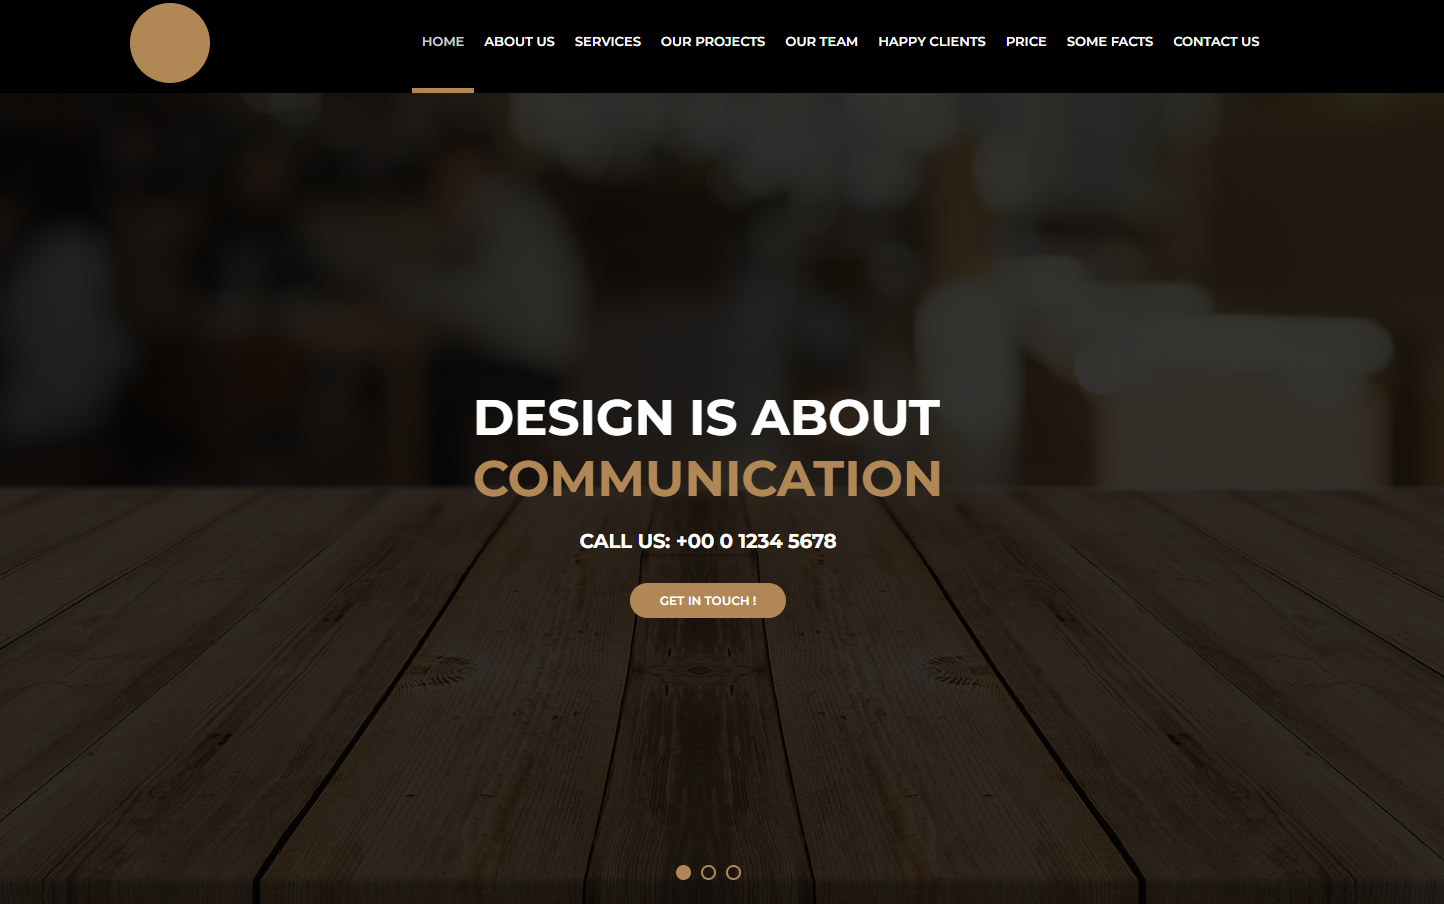 HOME ABOUT US SERVICES OUR PROJECTS OUR TEAM HAPPY CLIENTS PRICE SOME FACTS CONTACT US
DESIGN IS ABOUT
COMMUNICATION
CALL US: +00 0 1234 5678
GET IN TOUCH !